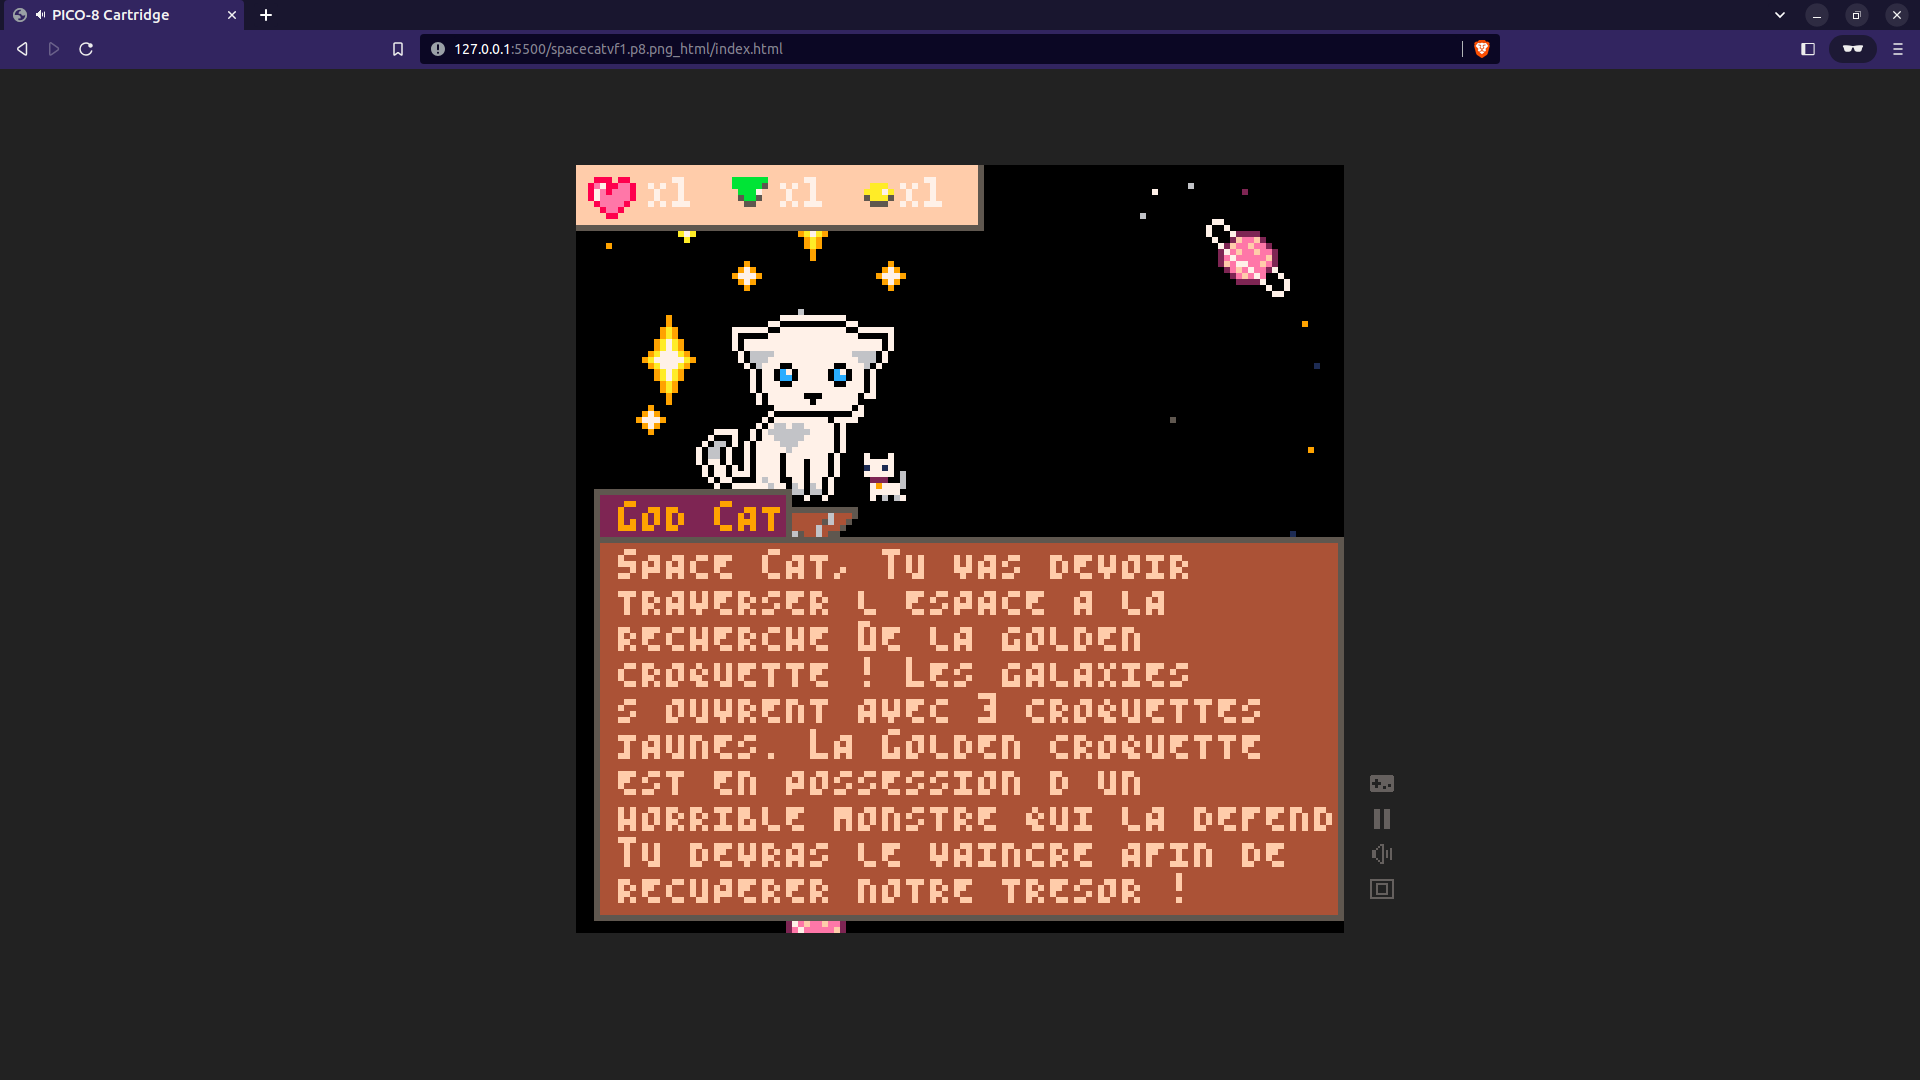 PICO-8 Cartridge
127.0.0.1:5500/spacecatvf1.p8.png_html/index.html
x1 x1 x1
God Cat
Space Cat, Tu vas devoir
traverser l espace a la
recherche De la golden
croquette ! Les galaxies
s ouvrent avec 3 croquettes
jaunes. La Golden croquette
est en possession d un
horrible monstre qui la defend
Tu devras le vaincre afin de
recuperer notre tresor !